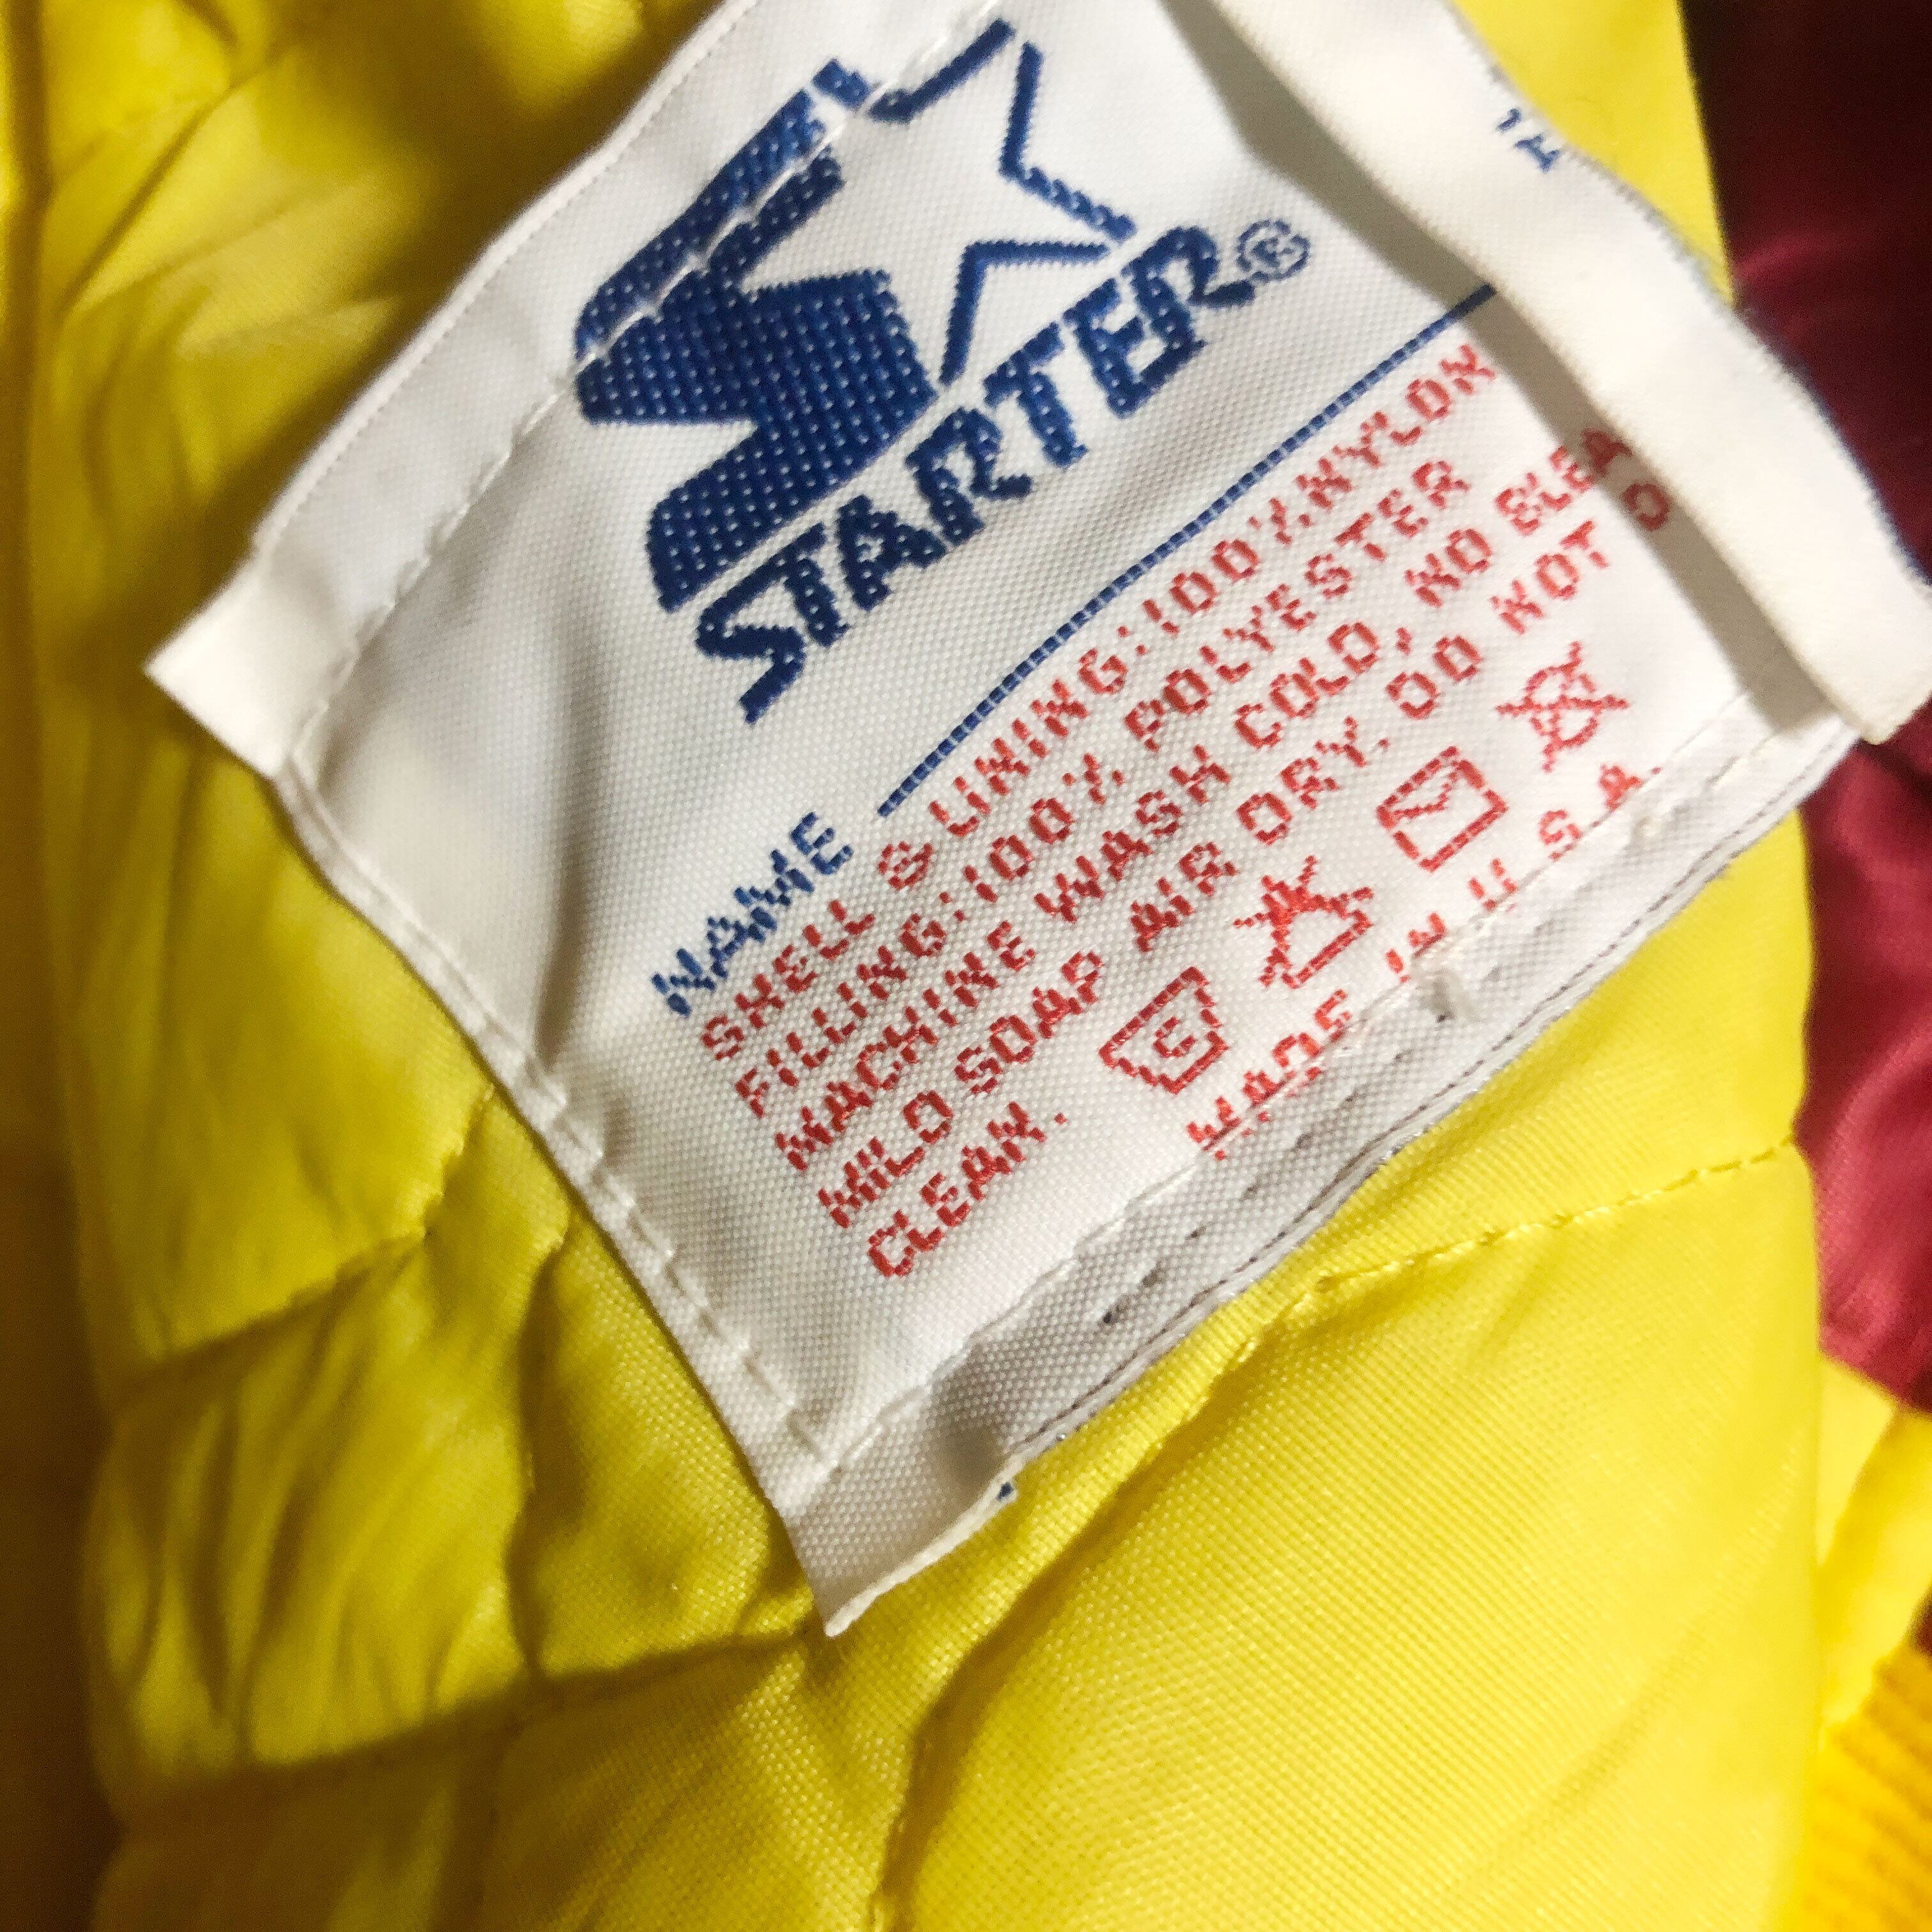 STARTER®
NAME
SHELL & LINING:100%NYLON
FILLING:100% POLYESTER
MACHINE WASH COLD, NO BLEA
MILD SOAP AIR DRY. DO NOT D
CLEAN.
MADE IN U.S.A.